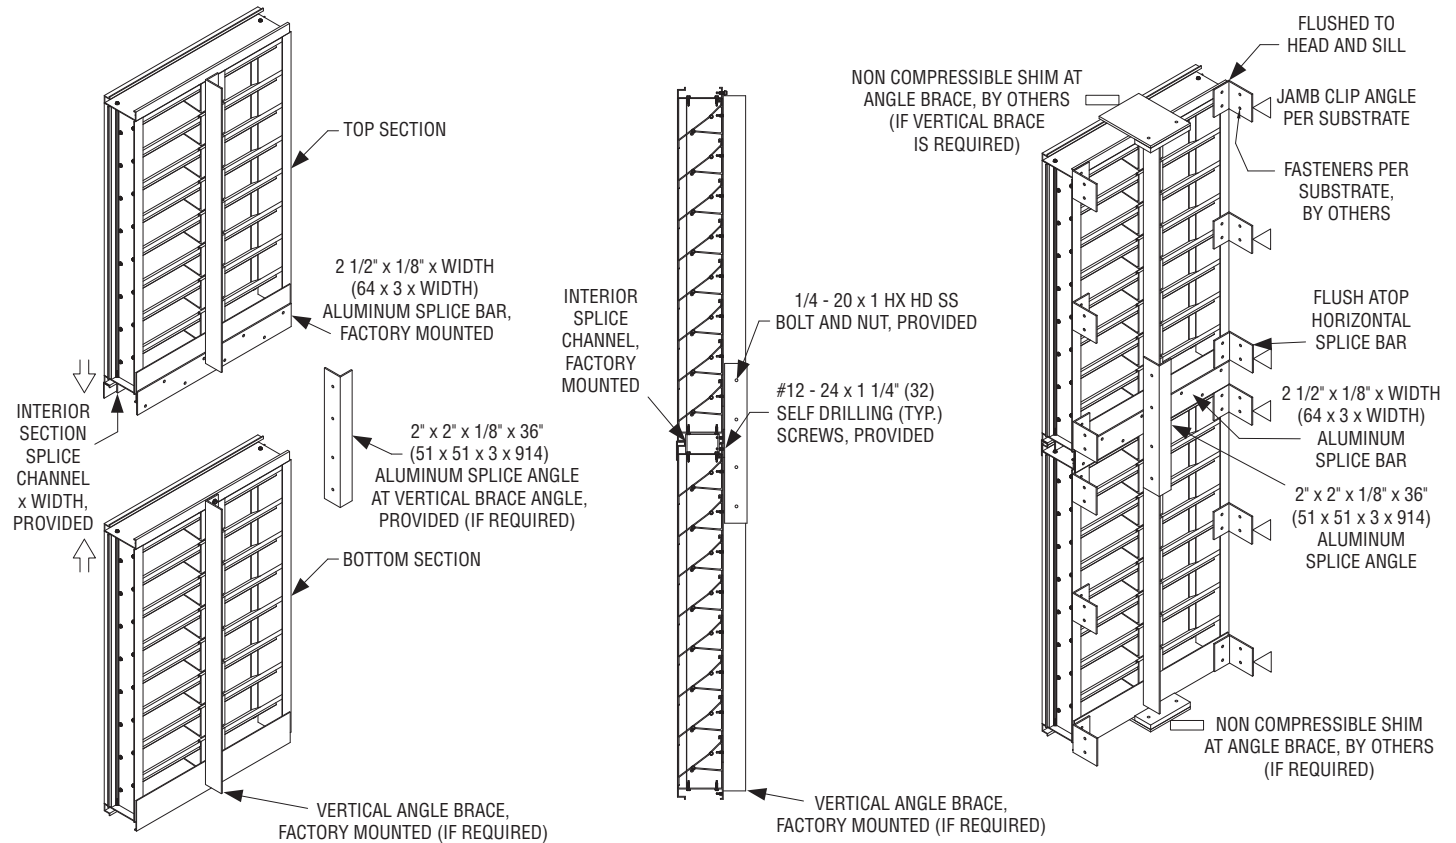 TOP SECTION
2 1/2" x 1/8" x WIDTH
(64 x 3 x WIDTH)
ALUMINUM SPLICE BAR,
FACTORY MOUNTED
INTERIOR
SECTION
SPLICE
CHANNEL
x WIDTH,
PROVIDED
2" x 2" x 1/8" x 36"
(51 x 51 x 3 x 914)
ALUMINUM SPLICE ANGLE
AT VERTICAL BRACE ANGLE,
PROVIDED (IF REQUIRED)
BOTTOM SECTION
VERTICAL ANGLE BRACE,
FACTORY MOUNTED (IF REQUIRED)
INTERIOR
SPLICE
CHANNEL,
FACTORY
MOUNTED
1/4 - 20 x 1 HX HD SS
BOLT AND NUT, PROVIDED
#12 - 24 x 1 1/4" (32)
SELF DRILLING (TYP.)
SCREWS, PROVIDED
VERTICAL ANGLE BRACE,
FACTORY MOUNTED (IF REQUIRED)
NON COMPRESSIBLE SHIM AT
ANGLE BRACE, BY OTHERS
(IF VERTICAL BRACE
IS REQUIRED)
FLUSHED TO
HEAD AND SILL
JAMB CLIP ANGLE
PER SUBSTRATE
FASTENERS PER
SUBSTRATE,
BY OTHERS
FLUSH ATOP
HORIZONTAL
SPLICE BAR
2 1/2" x 1/8" x WIDTH
(64 x 3 x WIDTH)
ALUMINUM
SPLICE BAR
2" x 2" x 1/8" x 36"
(51 x 51 x 3 x 914)
ALUMINUM
SPLICE ANGLE
NON COMPRESSIBLE SHIM
AT ANGLE BRACE, BY OTHERS
(IF REQUIRED)